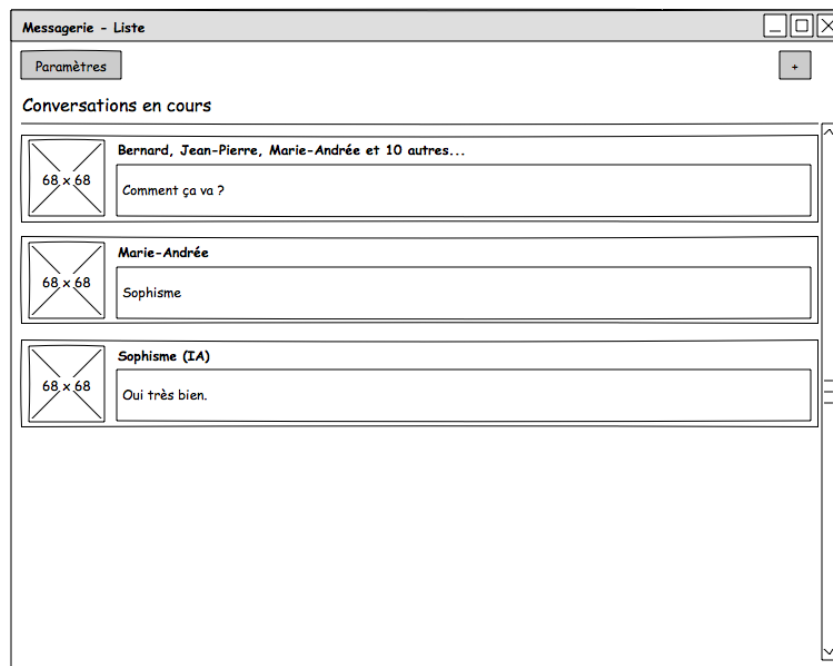 Messagerie - Liste
Paramètres
+
Conversations en cours
68 x 68
Bernard, Jean-Pierre, Marie-Andrée et 10 autres...
Comment ça va ?
68 x 68
Marie-Andrée
Sophisme
68 x 68
Sophisme (IA)
Oui très bien.